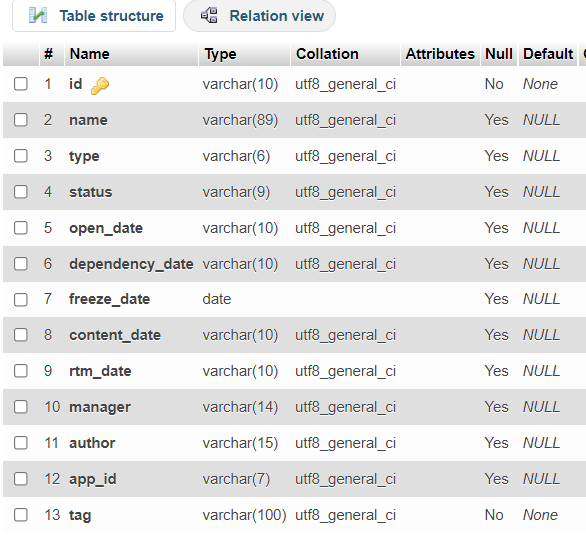 Table structure Relation view
# Name Type Collation Attributes Null Default
1 id varchar(10) utf8_general_ci No None
2 name varchar(89) utf8_general_ci Yes NULL
3 type varchar(6) utf8_general_ci Yes NULL
4 status varchar(9) utf8_general_ci Yes NULL
5 open_date varchar(10) utf8_general_ci Yes NULL
6 dependency_date varchar(10) utf8_general_ci Yes NULL
7 freeze_date date Yes NULL
8 content_date varchar(10) utf8_general_ci Yes NULL
9 rtm_date varchar(10) utf8_general_ci Yes NULL
10 manager varchar(14) utf8_general_ci Yes NULL
11 author varchar(15) utf8_general_ci Yes NULL
12 app_id varchar(7) utf8_general_ci Yes NULL
13 tag varchar(100) utf8_general_ci No None